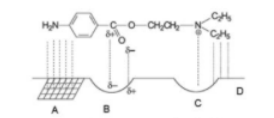 C₂H₅
H₂N C O CH₂CH₂ N
⊕ C₂H₅
δ+ O δ–
δ– δ+
A B C D